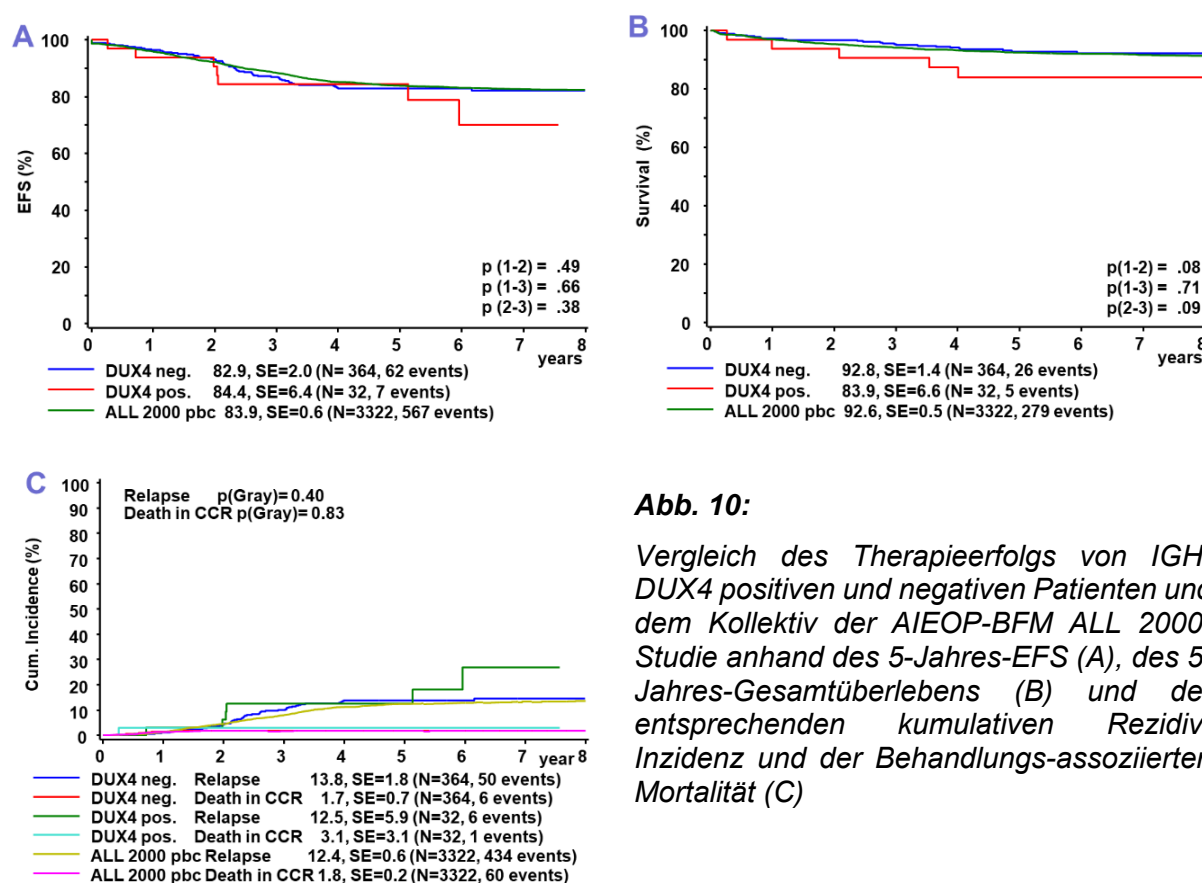 A
100
80
60
40
20
0
EFS (%)
p (1-2) = .49
p (1-3) = .66
p (2-3) = .38
0 1 2 3 4 5 6 7 8
years
DUX4 neg. 82.9, SE=2.0 (N= 364, 62 events)
DUX4 pos. 84.4, SE=6.4 (N= 32, 7 events)
ALL 2000 pbc 83.9, SE=0.6 (N=3322, 567 events)
B
100
80
60
40
20
0
Survival (%)
p(1-2) = .08
p(1-3) = .71
p(2-3) = .09
0 1 2 3 4 5 6 7 8
years
DUX4 neg. 92.8, SE=1.4 (N= 364, 26 events)
DUX4 pos. 83.9, SE=6.6 (N= 32, 5 events)
ALL 2000 pbc 92.6, SE=0.5 (N=3322, 279 events)
C
100
90
80
70
60
50
40
30
20
10
0
Cum. Incidence (%)
Relapse p(Gray)= 0.40
Death in CCR p(Gray)= 0.83
0 1 2 3 4 5 6 7 8
year
DUX4 neg. Relapse 13.8, SE=1.8 (N=364, 50 events)
DUX4 neg. Death in CCR 1.7, SE=0.7 (N=364, 6 events)
DUX4 pos. Relapse 12.5, SE=5.9 (N=32, 6 events)
DUX4 pos. Death in CCR 3.1, SE=3.1 (N=32, 1 events)
ALL 2000 pbc Relapse 12.4, SE=0.6 (N=3322, 434 events)
ALL 2000 pbc Death in CCR 1.8, SE=0.2 (N=3322, 60 events)
Abb. 10:
Vergleich des Therapieerfolgs von IGH
DUX4 positiven und negativen Patienten und
dem Kollektiv der AIEOP-BFM ALL 2000
Studie anhand des 5-Jahres-EFS (A), des 5
Jahres-Gesamtüberlebens (B) und de
entsprechenden kumulativen Rezidiv
Inzidenz und der Behandlungs-assoziierten
Mortalität (C)